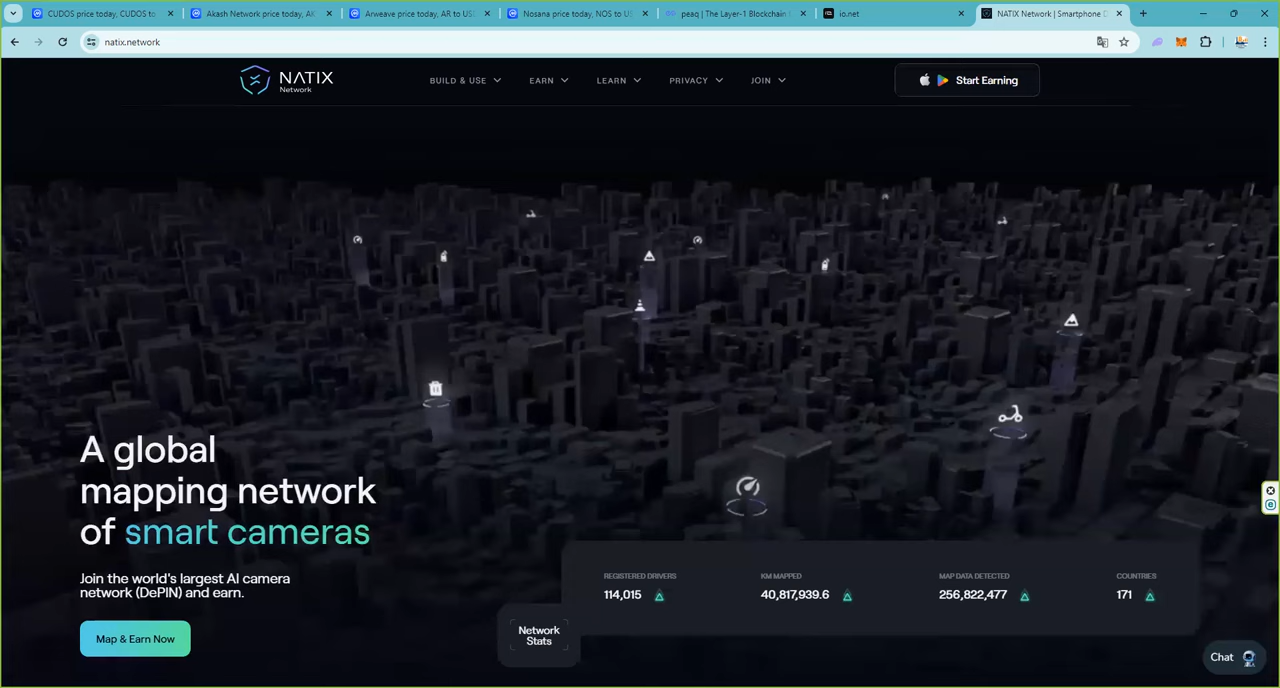 CUDOS price today, CUDOS to
Akash Network price today, AK
Arweave price today, AR to US
Nosana price today, NOS to US
peaq | The Layer-1 Blockchain
io.net
NATIX Network | Smartphone D
natix.network
NATIX
Network
BUILD & USE
EARN
LEARN
PRIVACY
JOIN
Start Earning
A global
mapping network
of smart cameras
Join the world's largest AI camera
network (DePIN) and earn.
Map & Earn Now
Network
Stats
REGISTERED DRIVERS
114,015
KM MAPPED
40,817,939.6
MAP DATA DETECTED
256,822,477
COUNTRIES
171
Chat